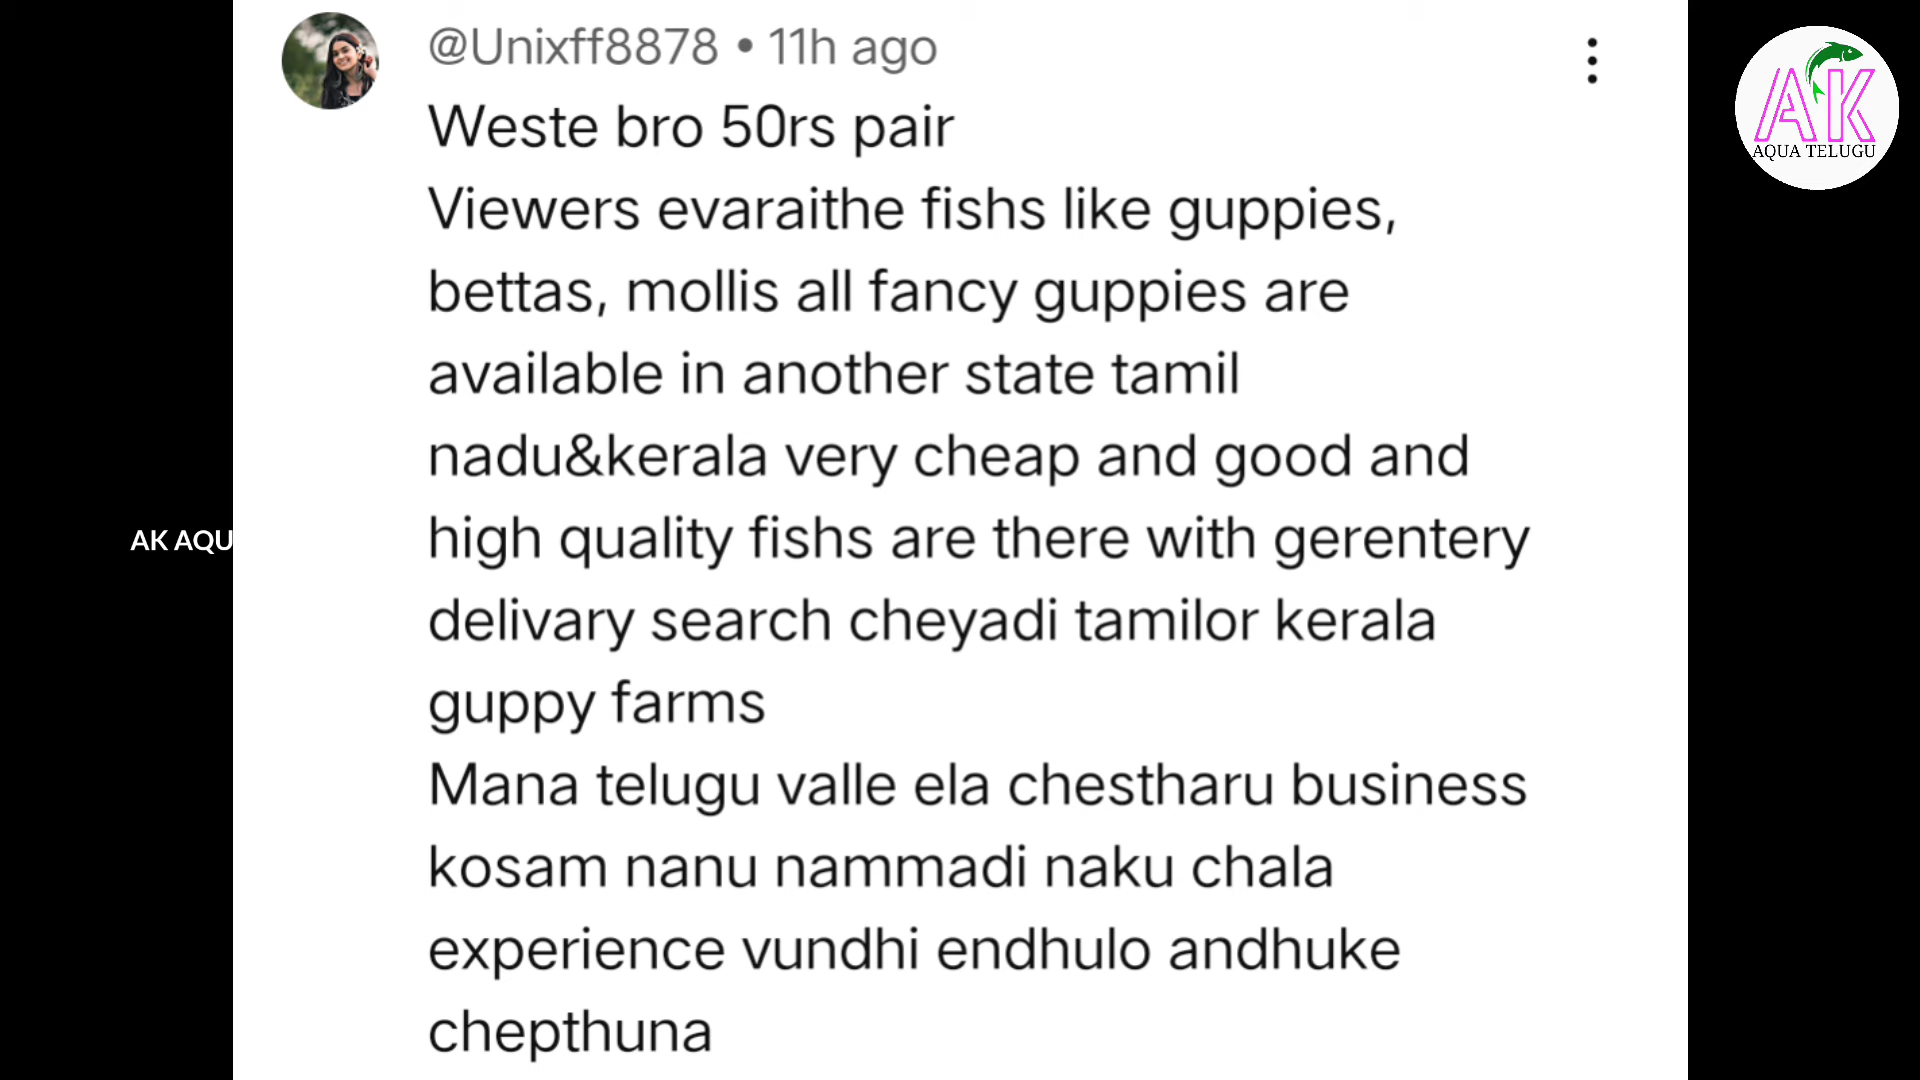 @Unixff8878 • 11h ago
Weste bro 50rs pair
Viewers evaraithe fishs like guppies,
bettas, mollis all fancy guppies are
available in another state tamil
nadu&kerala very cheap and good and
high quality fishs are there with gerentery
delivary search cheyadi tamilor kerala
guppy farms
Mana telugu valle ela chestharu business
kosam nanu nammadi naku chala
experience vundhi endhulo andhuke
chepthuna
AK
AQUA TELUGU
AK AQU